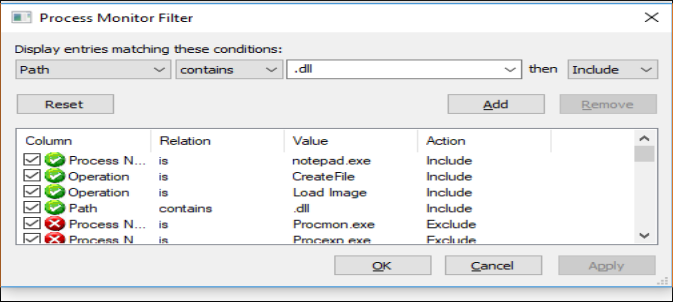 Process Monitor Filter
Display entries matching these conditions:
Path contains .dll then Include
Reset Add Remove
Column Relation Value Action
Process N... is notepad.exe Include
Operation is CreateFile Include
Operation is Load Image Include
Path contains .dll Include
Process N... is Procmon.exe Exclude
Process N... is Procexp.exe Exclude
OK Cancel Apply